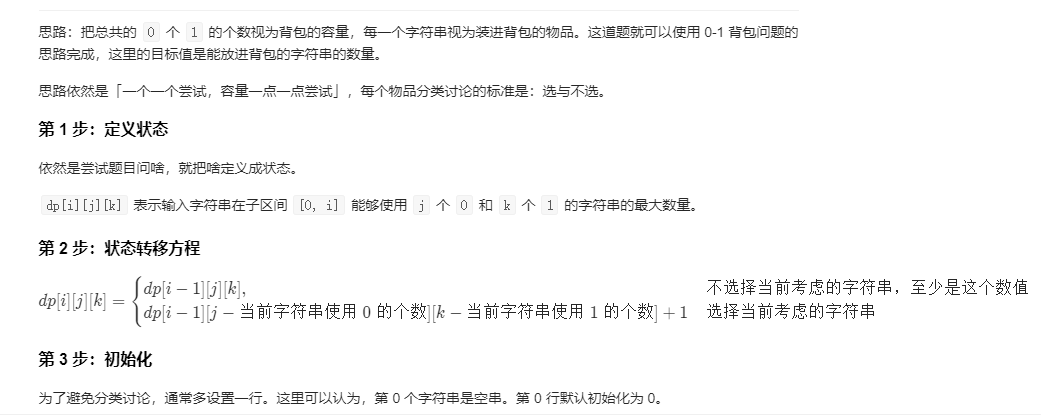 思路：把总共的 0 个 1 的个数视为背包的容量，每一个字符串视为装进背包的物品。这道题就可以使用 0-1 背包问题的
思路完成，这里的目标值是能放进背包的字符串的数量。
思路依然是「一个一个尝试，容量一点一点尝试」，每个物品分类讨论的标准是：选与不选。
第 1 步：定义状态
依然是尝试题目问啥，就把啥定义成状态。
dp[i][j][k] 表示输入字符串在子区间 [0, i] 能够使用 j 个 0 和 k 个 1 的字符串的最大数量。
第 2 步：状态转移方程
dp[i][j][k] = { dp[i − 1][j][k], 不选择当前考虑的字符串，至少是这个数值
dp[i − 1][j − 当前字符串使用 0 的个数][k − 当前字符串使用 1 的个数] + 1 选择当前考虑的字符串
第 3 步：初始化
为了避免分类讨论，通常多设置一行。这里可以认为，第 0 个字符串是空串。第 0 行默认初始化为 0。